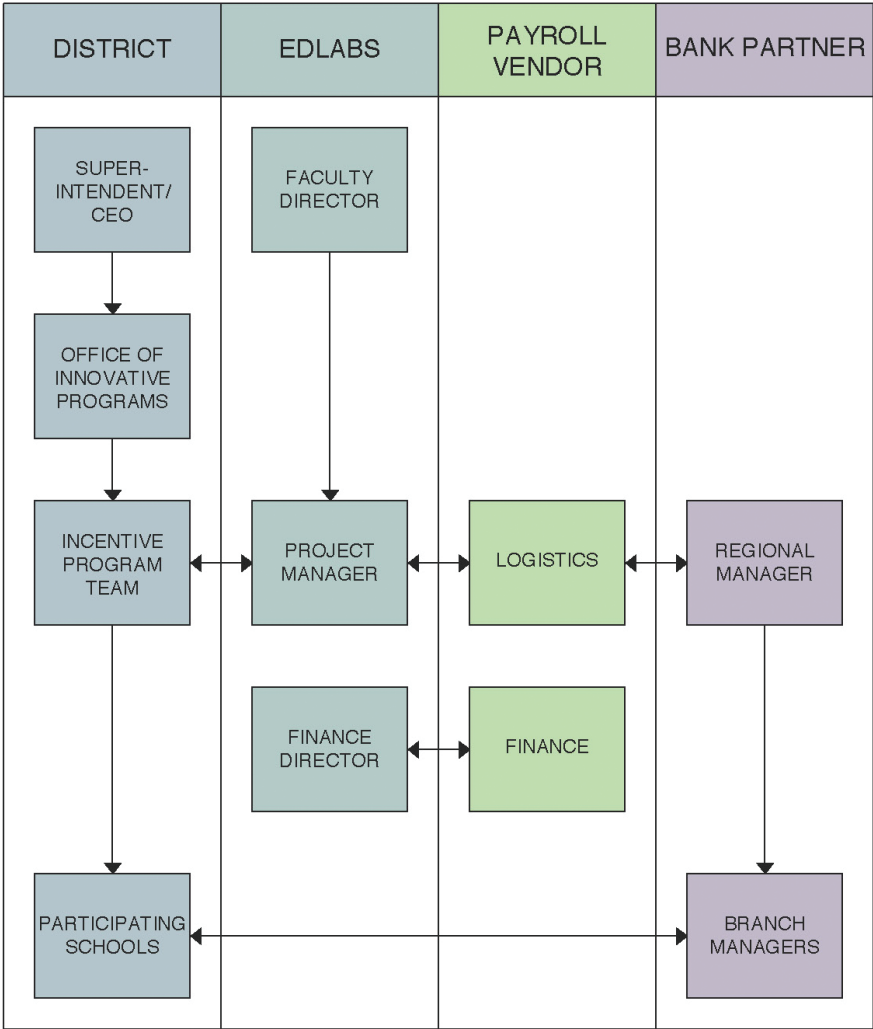 DISTRICT
EDLABS
PAYROLL
VENDOR
BANK PARTNER
SUPER-
INTENDENT/
CEO
FACULTY
DIRECTOR
OFFICE OF
INNOVATIVE
PROGRAMS
INCENTIVE
PROGRAM
TEAM
PROJECT
MANAGER
LOGISTICS
REGIONAL
MANAGER
FINANCE
DIRECTOR
FINANCE
PARTICIPATING
SCHOOLS
BRANCH
MANAGERS